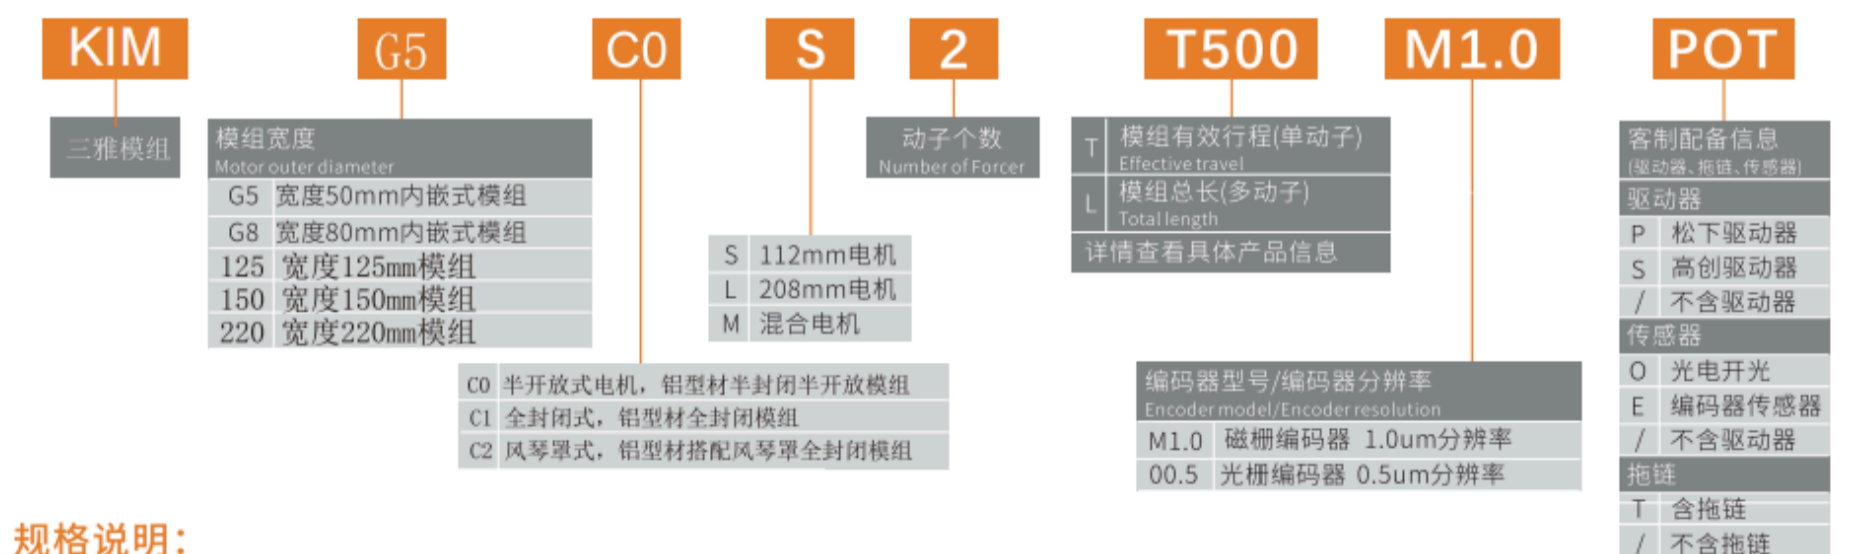 KIM G5 C0 S 2 T500 M1.0 POT
三雅模组
模组宽度
Motor outer diameter
G5 宽度50mm内嵌式模组
G8 宽度80mm内嵌式模组
125 宽度125mm模组
150 宽度150mm模组
220 宽度220mm模组
C0 半开放式电机，铝型材半封闭半开放模组
C1 全封闭式，铝型材全封闭模组
C2 风琴罩式，铝型材搭配风琴罩全封闭模组
S 112mm电机
L 208mm电机
M 混合电机
动子个数
Number of Forcer
T 模组有效行程(单动子)
Effective travel
L 模组总长(多动子)
Total length
详情查看具体产品信息
编码器型号/编码器分辨率
Encoder model/Encoder resolution
M1.0 磁栅编码器 1.0um分辨率
00.5 光栅编码器 0.5um分辨率
客制配备信息
(驱动器、拖链、传感器)
驱动器
P 松下驱动器
S 高创驱动器
/ 不含驱动器
传感器
O 光电开光
E 编码器传感器
/ 不含驱动器
拖链
T 含拖链
/ 不含拖链
规格说明：